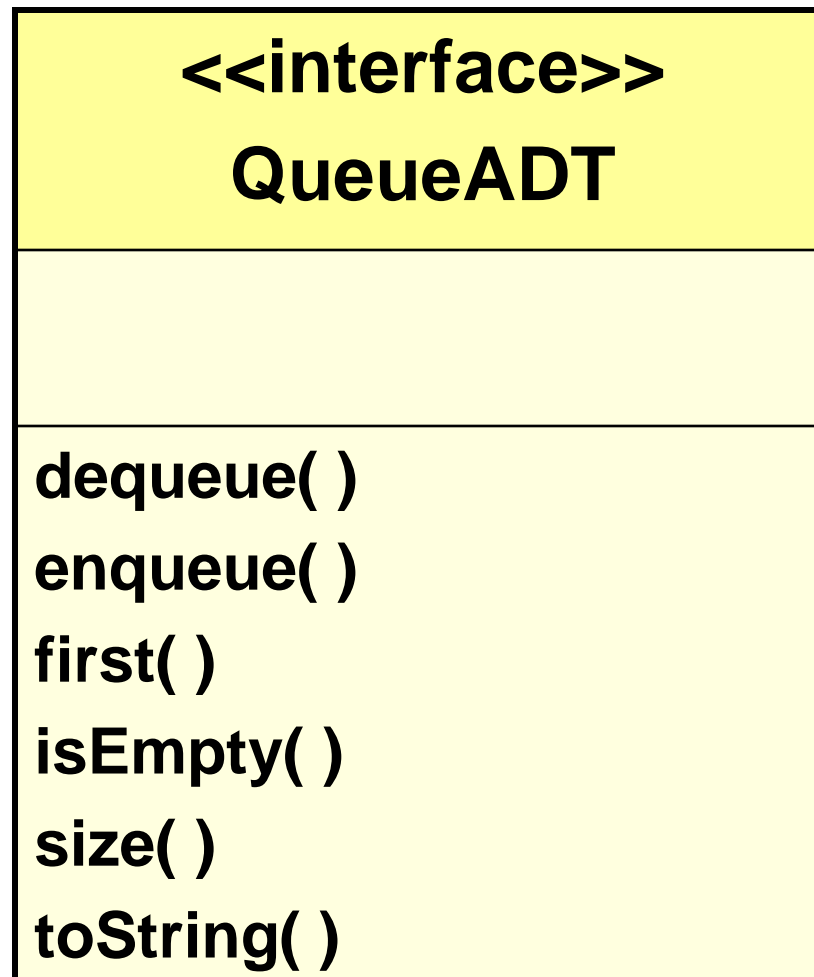 <<interface>>
QueueADT
dequeue( )
enqueue( )
first( )
isEmpty( )
size( )
toString( )